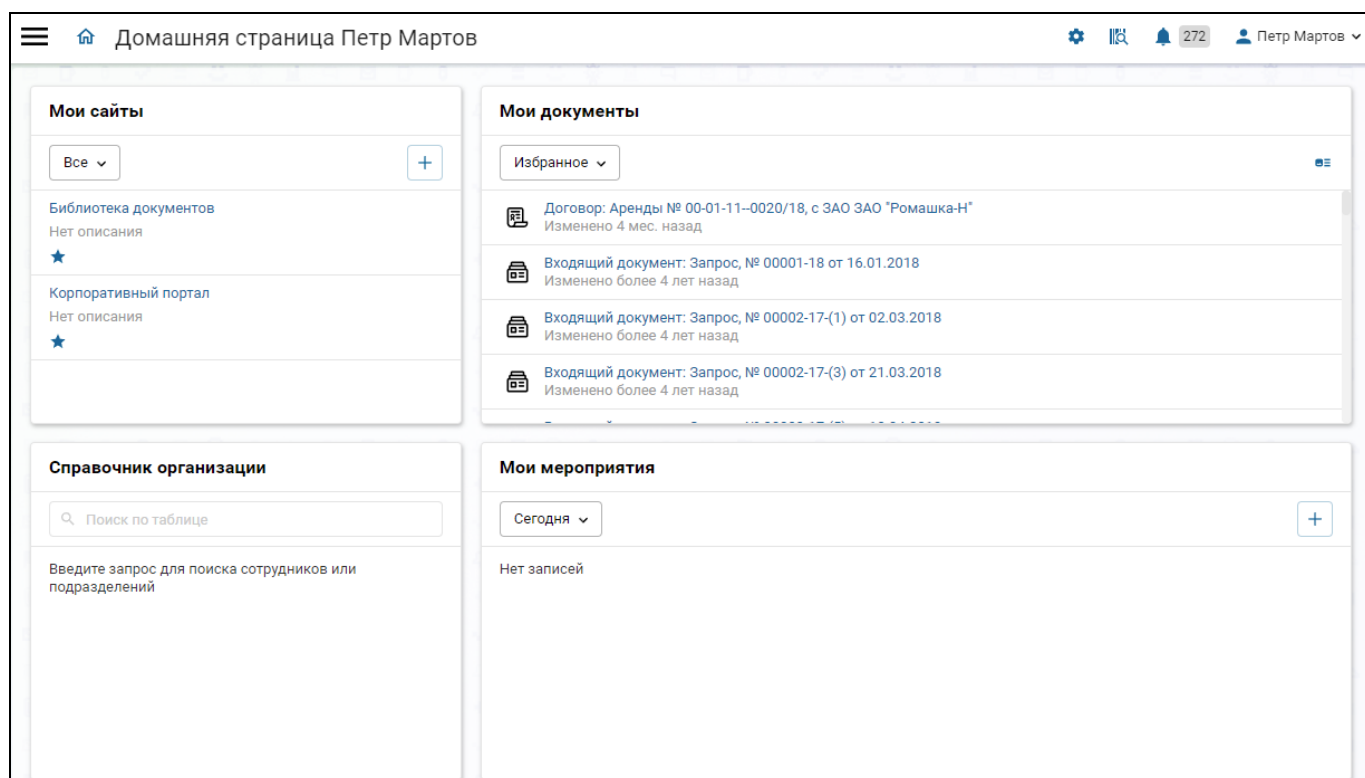 Домашняя страница Петр Мартов
272
Петр Мартов
Мои сайты
Все
Библиотека документов
Нет описания
Корпоративный портал
Нет описания
Мои документы
Избранное
Договор: Аренды № 00-01-11--0020/18, с ЗАО ЗАО "Ромашка-Н"
Изменено 4 мес. назад
Входящий документ: Запрос, № 00001-18 от 16.01.2018
Изменено более 4 лет назад
Входящий документ: Запрос, № 00002-17-(1) от 02.03.2018
Изменено более 4 лет назад
Входящий документ: Запрос, № 00002-17-(3) от 21.03.2018
Изменено более 4 лет назад
Справочник организации
Поиск по таблице
Введите запрос для поиска сотрудников или
подразделений
Мои мероприятия
Сегодня
Нет записей